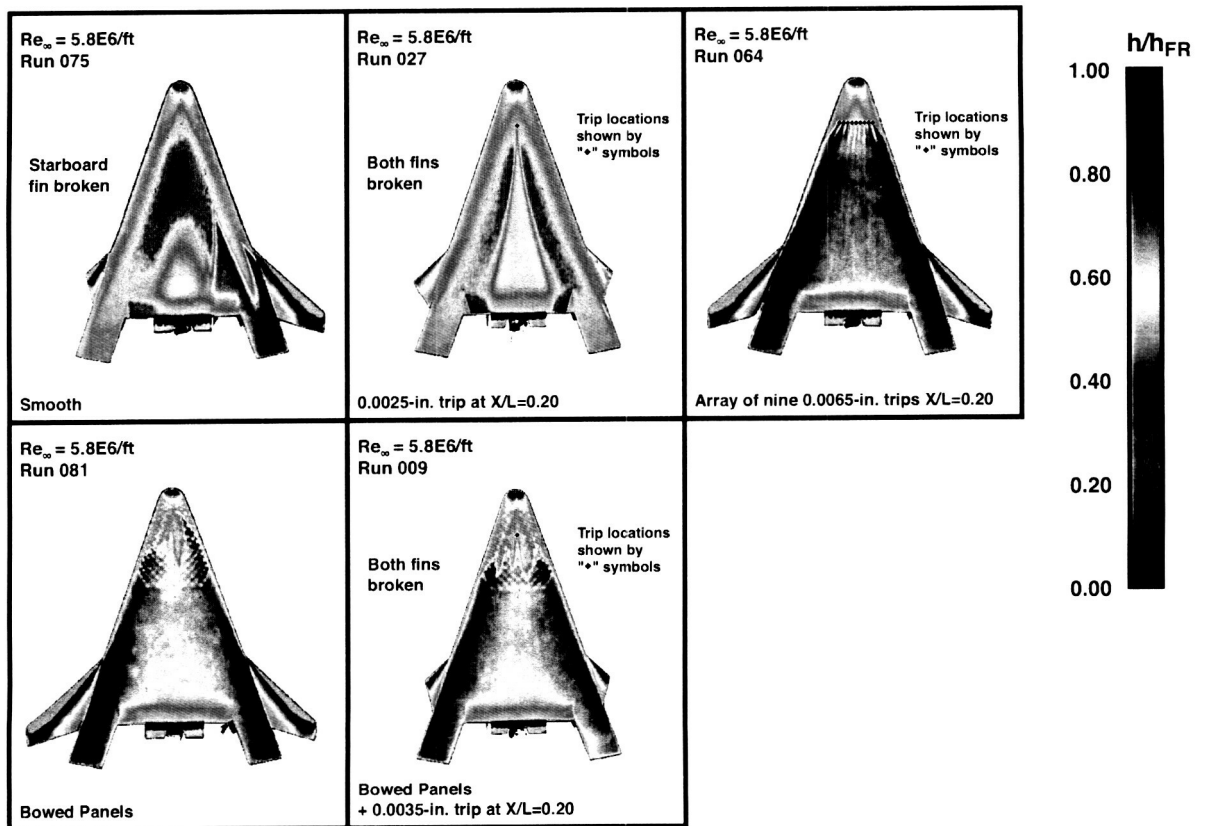 Re∞ = 5.8E6/ft
Run 075
Starboard
fin broken
Smooth
Re∞ = 5.8E6/ft
Run 027
Both fins
broken
Trip locations
shown by
"◆" symbols
0.0025-in. trip at X/L=0.20
Re∞ = 5.8E6/ft
Run 064
Trip locations
shown by
"◆" symbols
Array of nine 0.0065-in. trips X/L=0.20
Re∞ = 5.8E6/ft
Run 081
Bowed Panels
Re∞ = 5.8E6/ft
Run 009
Both fins
broken
Trip locations
shown by
"◆" symbols
Bowed Panels
+ 0.0035-in. trip at X/L=0.20
h/hFR
1.00
0.80
0.60
0.40
0.20
0.00